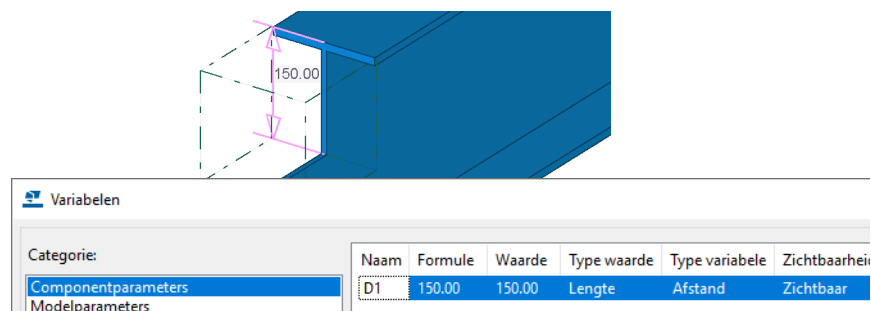 150.00
Variabelen
Categorie:
Componentparameters
Modelparameters
Naam Formule Waarde Type waarde Type variabele Zichtbaarheid
D1 150.00 150.00 Lengte Afstand Zichtbaar